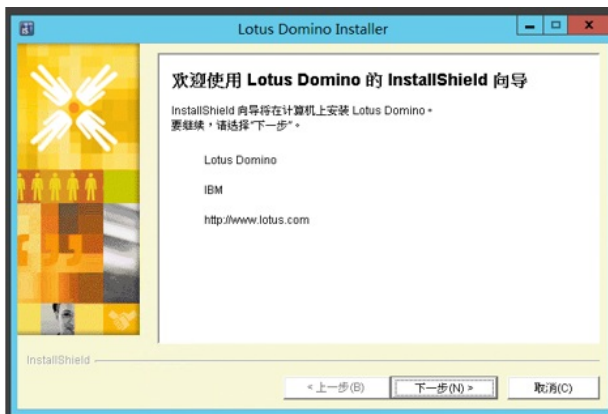 Lotus Domino Installer
欢迎使用 Lotus Domino 的 InstallShield 向导
InstallShield 向导将在计算机上安装 Lotus Domino。
要继续，请选择“下一步”。
Lotus Domino
IBM
http://www.lotus.com
InstallShield
< 上一步(B)
下一步(N) >
取消(C)